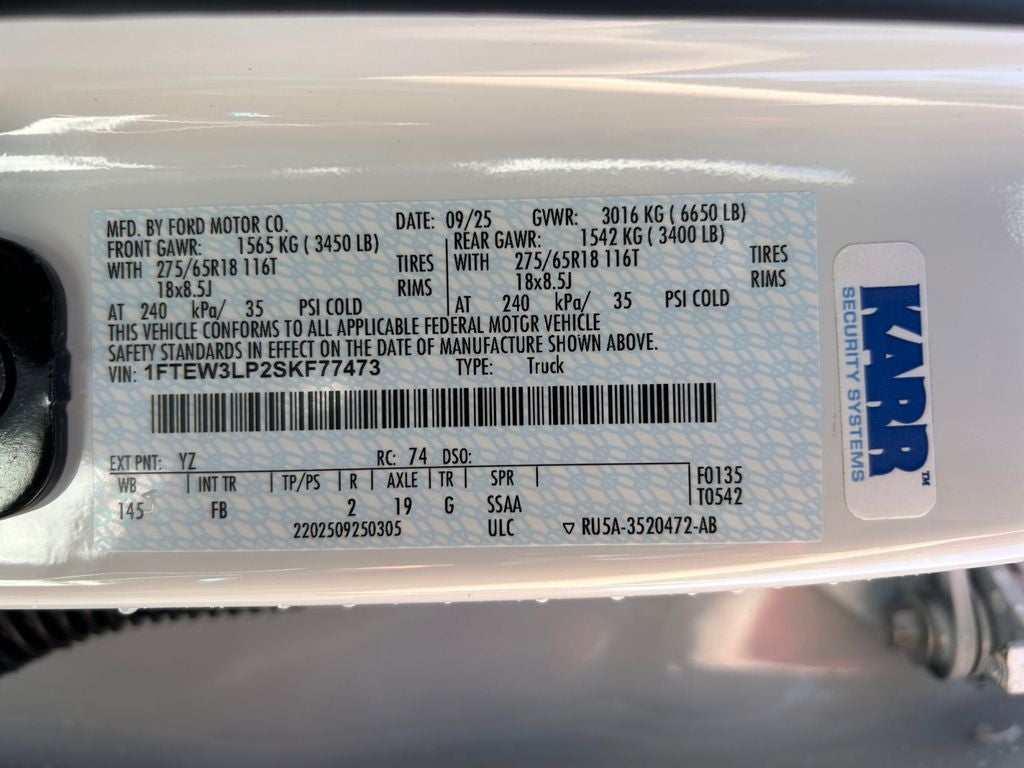 MFD. BY FORD MOTOR CO. DATE: 09/25 GVWR: 3016 KG ( 6650 LB)
FRONT GAWR: 1565 KG ( 3450 LB) REAR GAWR: 1542 KG ( 3400 LB)
WITH 275/65R18 116T TIRES WITH 275/65R18 116T TIRES
18x8.5J RIMS 18x8.5J RIMS
AT 240 kPa/ 35 PSI COLD AT 240 kPa/ 35 PSI COLD
THIS VEHICLE CONFORMS TO ALL APPLICABLE FEDERAL MOTOR VEHICLE
SAFETY STANDARDS IN EFFECT ON THE DATE OF MANUFACTURE SHOWN ABOVE.
VIN: 1FTEW3LP2SKF77473 TYPE: Truck
EXT PNT: YZ RC: 74 DSO:
WB INT TR TP/PS R AXLE TR SPR F0135
145 FB 2 19 G SSAA T0542
2202509250305 ULC ▽ RU5A-3520472-AB
KARR™
SECURITY SYSTEMS